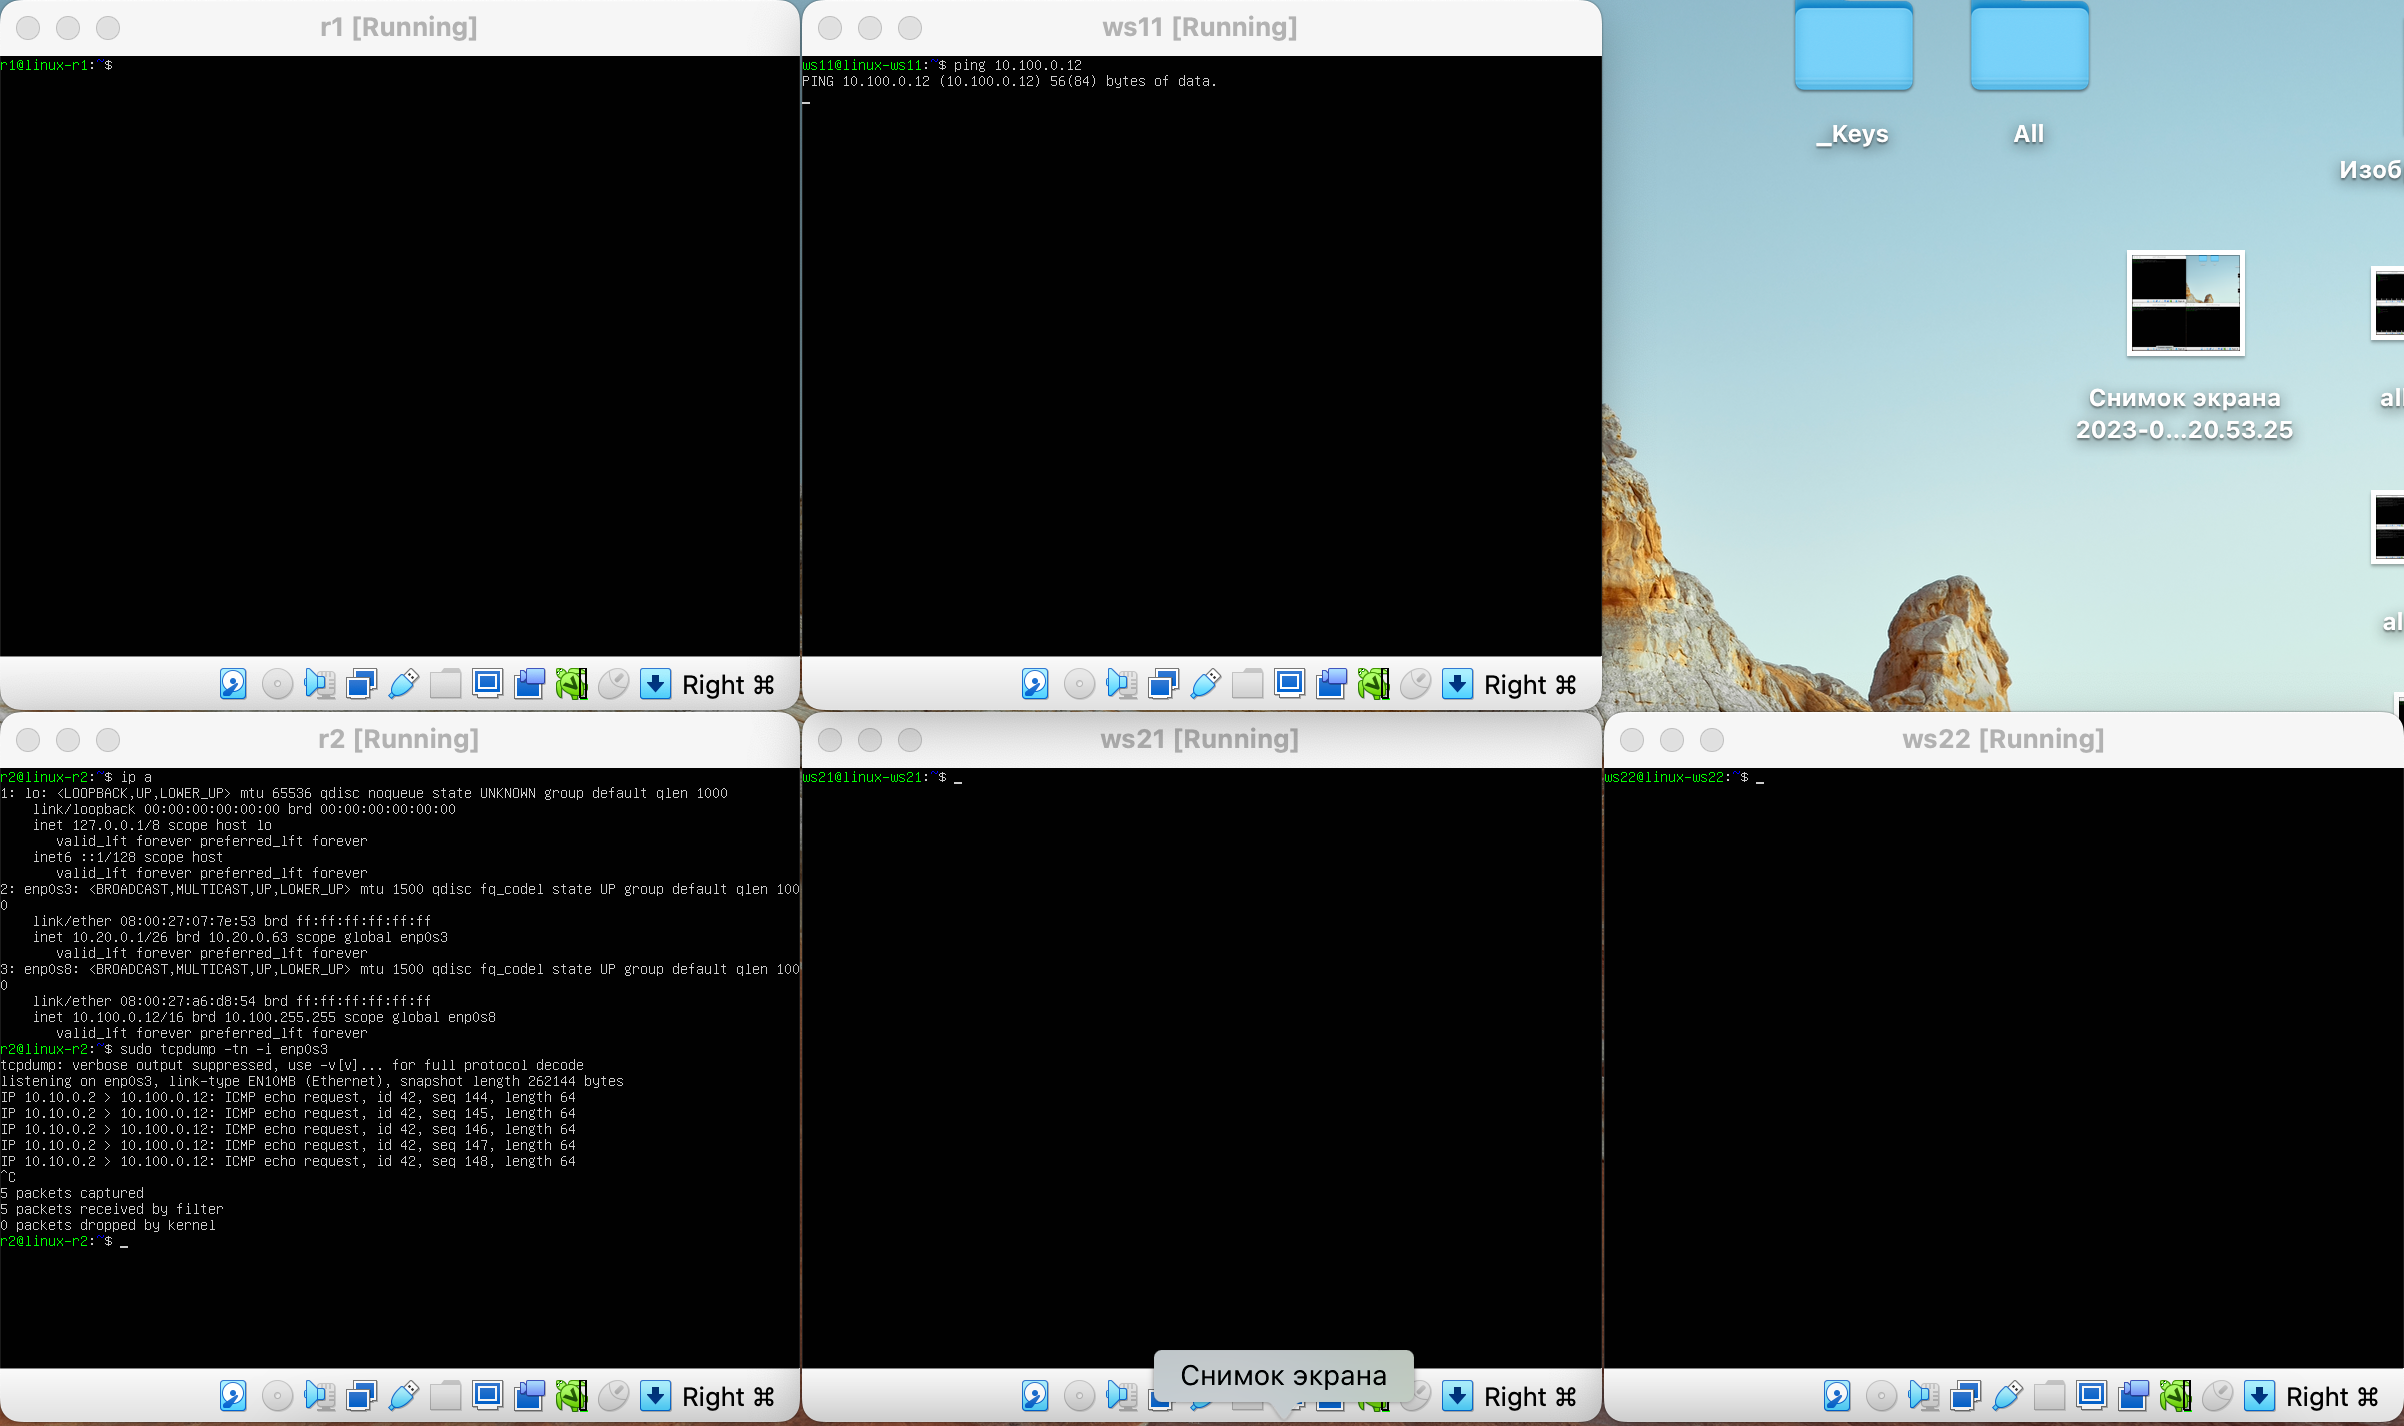 r1 [Running]
r1@linux-r1:~$
Right ⌘
ws11 [Running]
ws11@linux-ws11:~$ ping 10.100.0.12
PING 10.100.0.12 (10.100.0.12) 56(84) bytes of data.
Right ⌘
_Keys
All
Изоб
Снимок экрана
2023-0...20.53.25
al
al
r2 [Running]
r2@linux-r2:~$ ip a
1: lo: <LOOPBACK,UP,LOWER_UP> mtu 65536 qdisc noqueue state UNKNOWN group default qlen 1000
link/loopback 00:00:00:00:00:00 brd 00:00:00:00:00:00
inet 127.0.0.1/8 scope host lo
valid_lft forever preferred_lft forever
inet6 ::1/128 scope host
valid_lft forever preferred_lft forever
2: enp0s3: <BROADCAST,MULTICAST,UP,LOWER_UP> mtu 1500 qdisc fq_codel state UP group default qlen 100
0
link/ether 08:00:27:07:7e:53 brd ff:ff:ff:ff:ff:ff
inet 10.20.0.1/26 brd 10.20.0.63 scope global enp0s3
valid_lft forever preferred_lft forever
3: enp0s8: <BROADCAST,MULTICAST,UP,LOWER_UP> mtu 1500 qdisc fq_codel state UP group default qlen 100
0
link/ether 08:00:27:a6:d8:54 brd ff:ff:ff:ff:ff:ff
inet 10.100.0.12/16 brd 10.100.255.255 scope global enp0s8
valid_lft forever preferred_lft forever
r2@linux-r2:~$ sudo tcpdump -tn -i enp0s3
tcpdump: verbose output suppressed, use -v[v]... for full protocol decode
listening on enp0s3, link-type EN10MB (Ethernet), snapshot length 262144 bytes
IP 10.10.0.2 > 10.100.0.12: ICMP echo request, id 42, seq 144, length 64
IP 10.10.0.2 > 10.100.0.12: ICMP echo request, id 42, seq 145, length 64
IP 10.10.0.2 > 10.100.0.12: ICMP echo request, id 42, seq 146, length 64
IP 10.10.0.2 > 10.100.0.12: ICMP echo request, id 42, seq 147, length 64
IP 10.10.0.2 > 10.100.0.12: ICMP echo request, id 42, seq 148, length 64
^C
5 packets captured
5 packets received by filter
0 packets dropped by kernel
r2@linux-r2:~$ _
Right ⌘
ws21 [Running]
ws21@linux-ws21:~$ _
Снимок экрана
Right ⌘
ws22 [Running]
ws22@linux-ws22:~$ _
Right ⌘